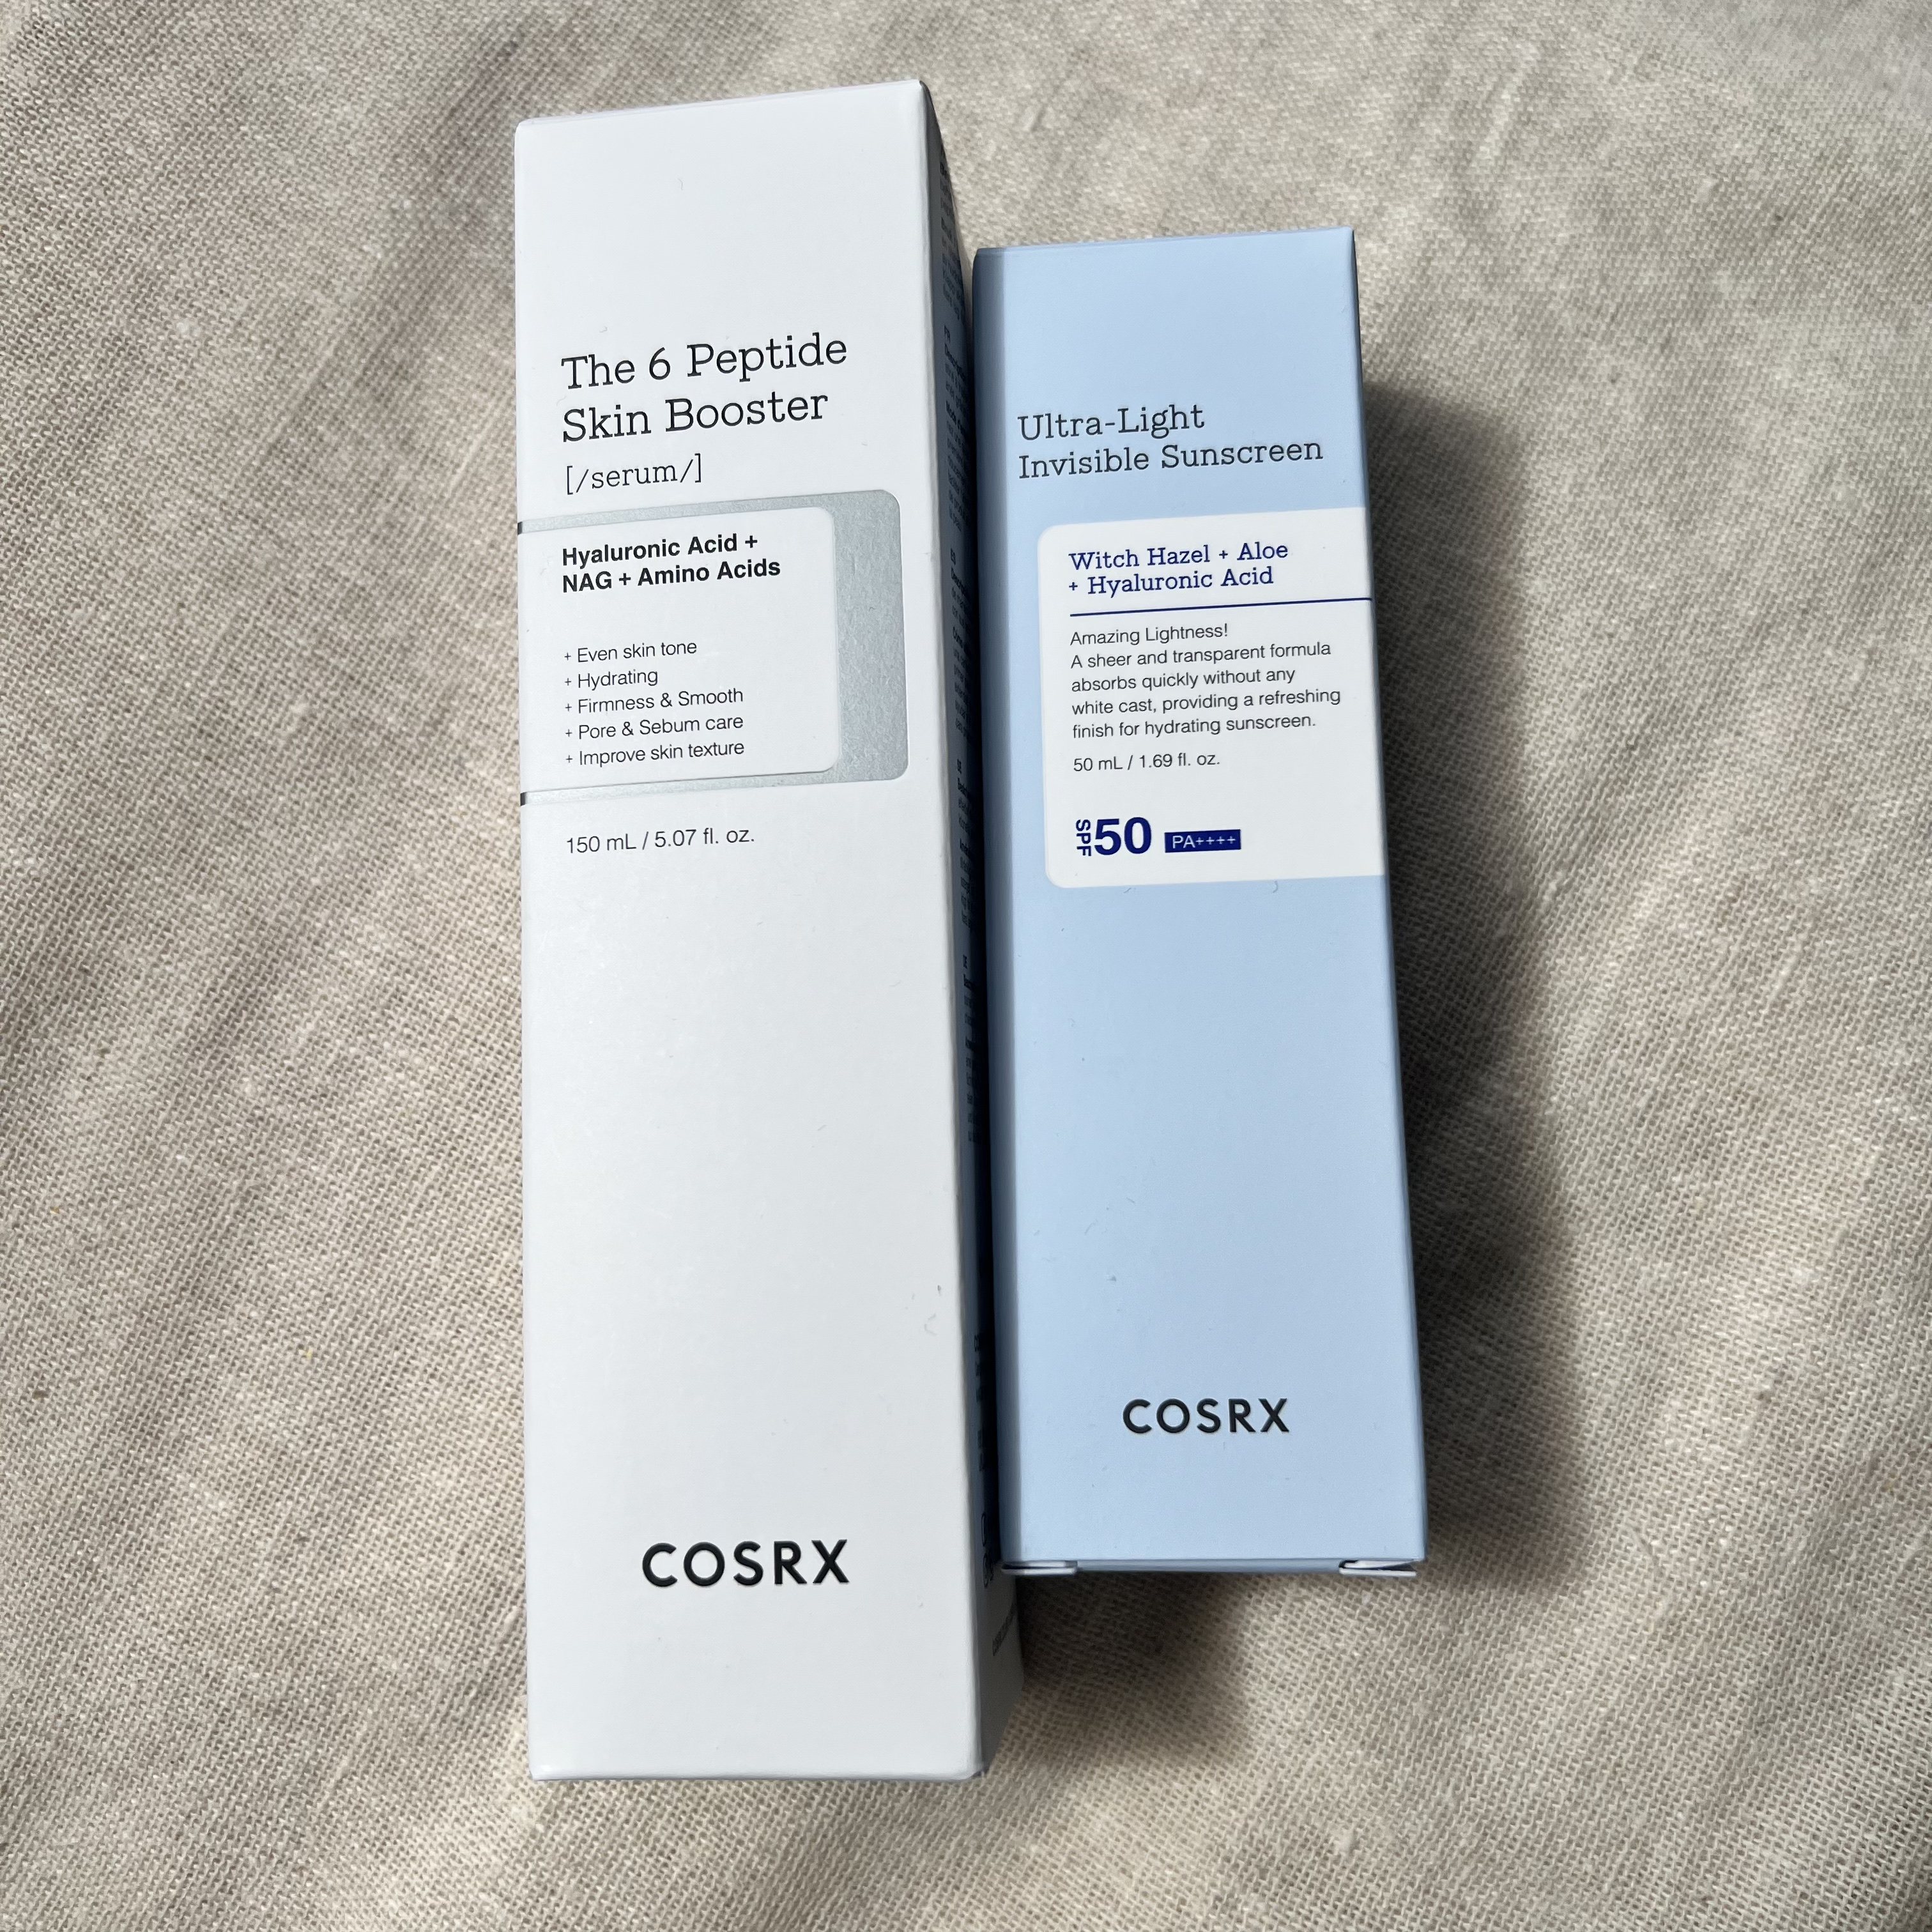 The 6 Peptide
Skin Booster
[/serum/]
Hyaluronic Acid +
NAG + Amino Acids
+ Even skin tone
+ Hydrating
+ Firmness & Smooth
+ Pore & Sebum care
+ Improve skin texture
150 mL / 5.07 fl. oz.
COSRX
Ultra-Light
Invisible Sunscreen
Witch Hazel + Aloe
+ Hyaluronic Acid
Amazing Lightness!
A sheer and transparent formula
absorbs quickly without any
white cast, providing a refreshing
finish for hydrating sunscreen.
50 mL / 1.69 fl. oz.
SPF 50 PA++++
COSRX